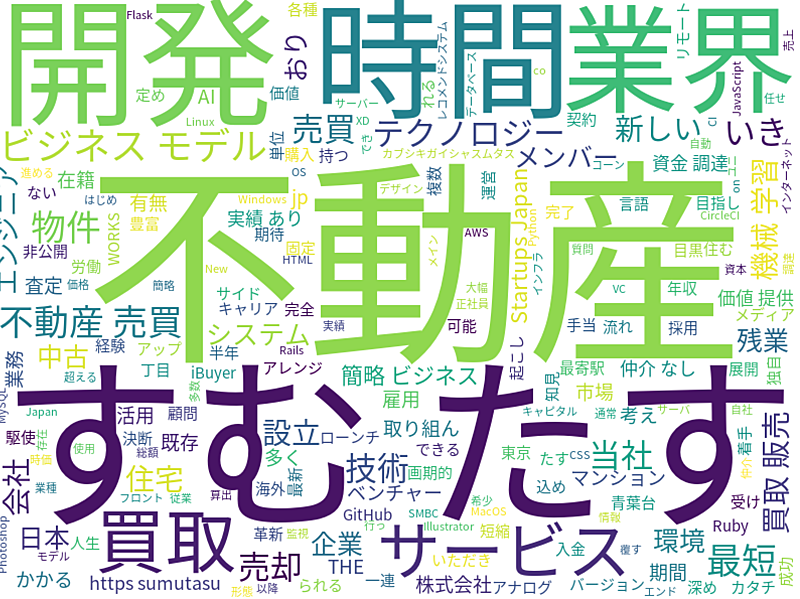 開発
時間
業界
不動産
すむたす
買取
サービス
ビジネス モデル
テクノロジー
売買
おり
Flask
各種
定め
AI
価値
Linux
サーバー
れる
レコメンドシステム
データベース
co
契約
リモート
JavaScript
CI
売上
任せ
新しい
いき
自動
メンバー
単位
購入
持つ
カブシキガイシャスムタス
でき
XD
コーン
資金 調達
on
ユニ
インターネット
進める
エンジニア
ない
在籍
はじめ
有無
豊富
Windows
jp
OS
デザイン
複数
運営
Startups Japan
Python
完了
言語
目指し
CircleCI
機械 学習
物件
WORKS
実績 あり
期待
固定
HTML
メイン
AWS
インフラ
質問
目黒住む
資本
調達
非公開
労働
New
大幅
正社員
VC
年収
価値 提供
メディア
査定
価格
簡略
サイド
キャリア
完全
実績
可能
起こし
手当
流れ
採用
残業
不動産 売買
システム
Rails
アレンジ
中古
経験
アップ
半年
業務
超える
丁目
iBuyer
多数
簡略 ビジネス
知見
最寄駅
仲介 なし
展開
独自
MySQL
Japan
活用
顧問
設立
ローンチ
雇用
取り組ん
キャピタル
通常
市場
考え
サーバ
自社
着手
買取 販売
駆使
存在
決断
既存
できる
東京
たす
css
当社
マンション
仲介
会社
時価
使用
総額
住宅
多く
海外
最新
技術
画期的
ベンチャー
込め
青葉台
受け
業種
フロント
従業
算出
GitHub
SMBC
希少
MacOS
情報
Ruby
Photoshop
日本
人生
革新
監視
企業
行っ
Illustrator
短縮
入金
覆す
環境
最短
モデル
かかる
https sumutasu
売却
THE
いただき
一連
期間
成功
形態
以降
られる
株式会社
アナログ
バージョン
エンド
深め
カタチ